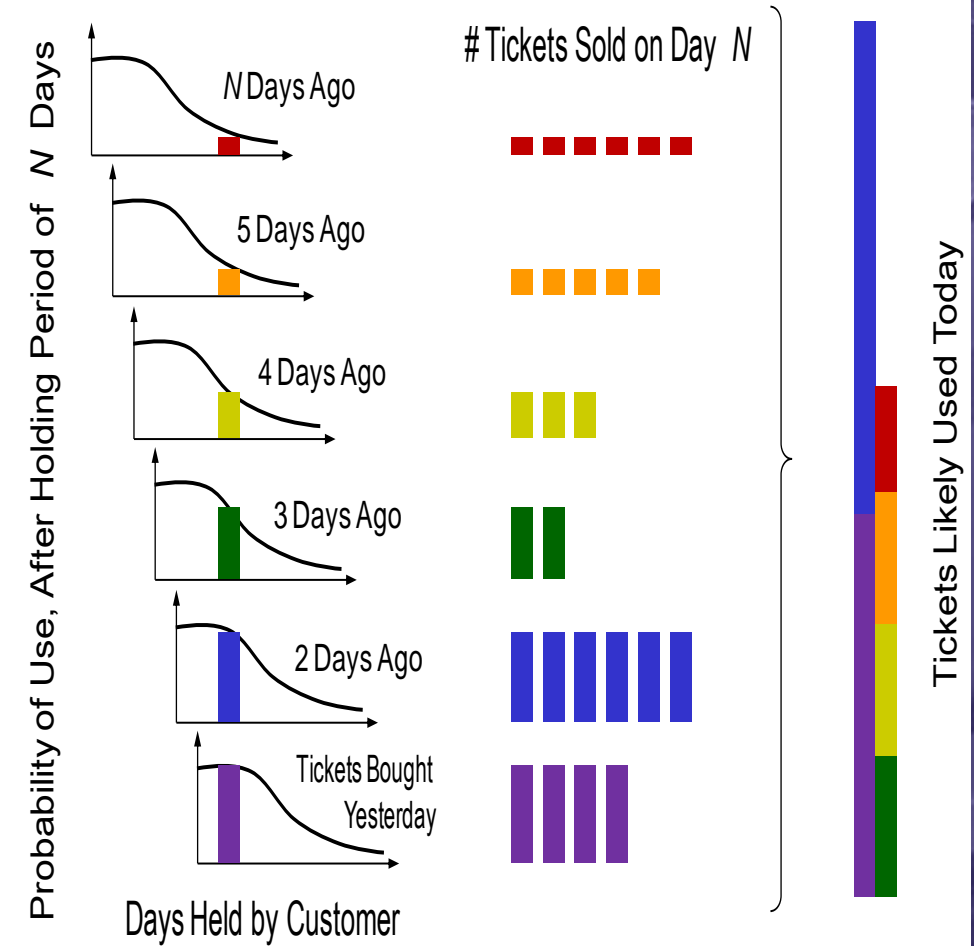 Probability of Use, After Holding Period of N Days
# Tickets Sold on Day N
N Days Ago
5 Days Ago
4 Days Ago
3 Days Ago
2 Days Ago
Tickets Bought
Yesterday
Days Held by Customer
Tickets Likely Used Today